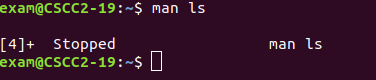 exam@CSCC2-19:~$ man ls
[4]+  Stopped                 man ls
exam@CSCC2-19:~$